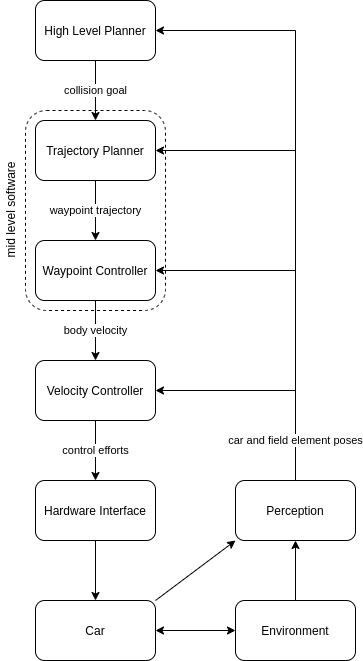 High Level Planner
collision goal
mid level software
Trajectory Planner
waypoint trajectory
Waypoint Controller
body velocity
Velocity Controller
control efforts
car and field element poses
Hardware Interface
Perception
Car
Environment